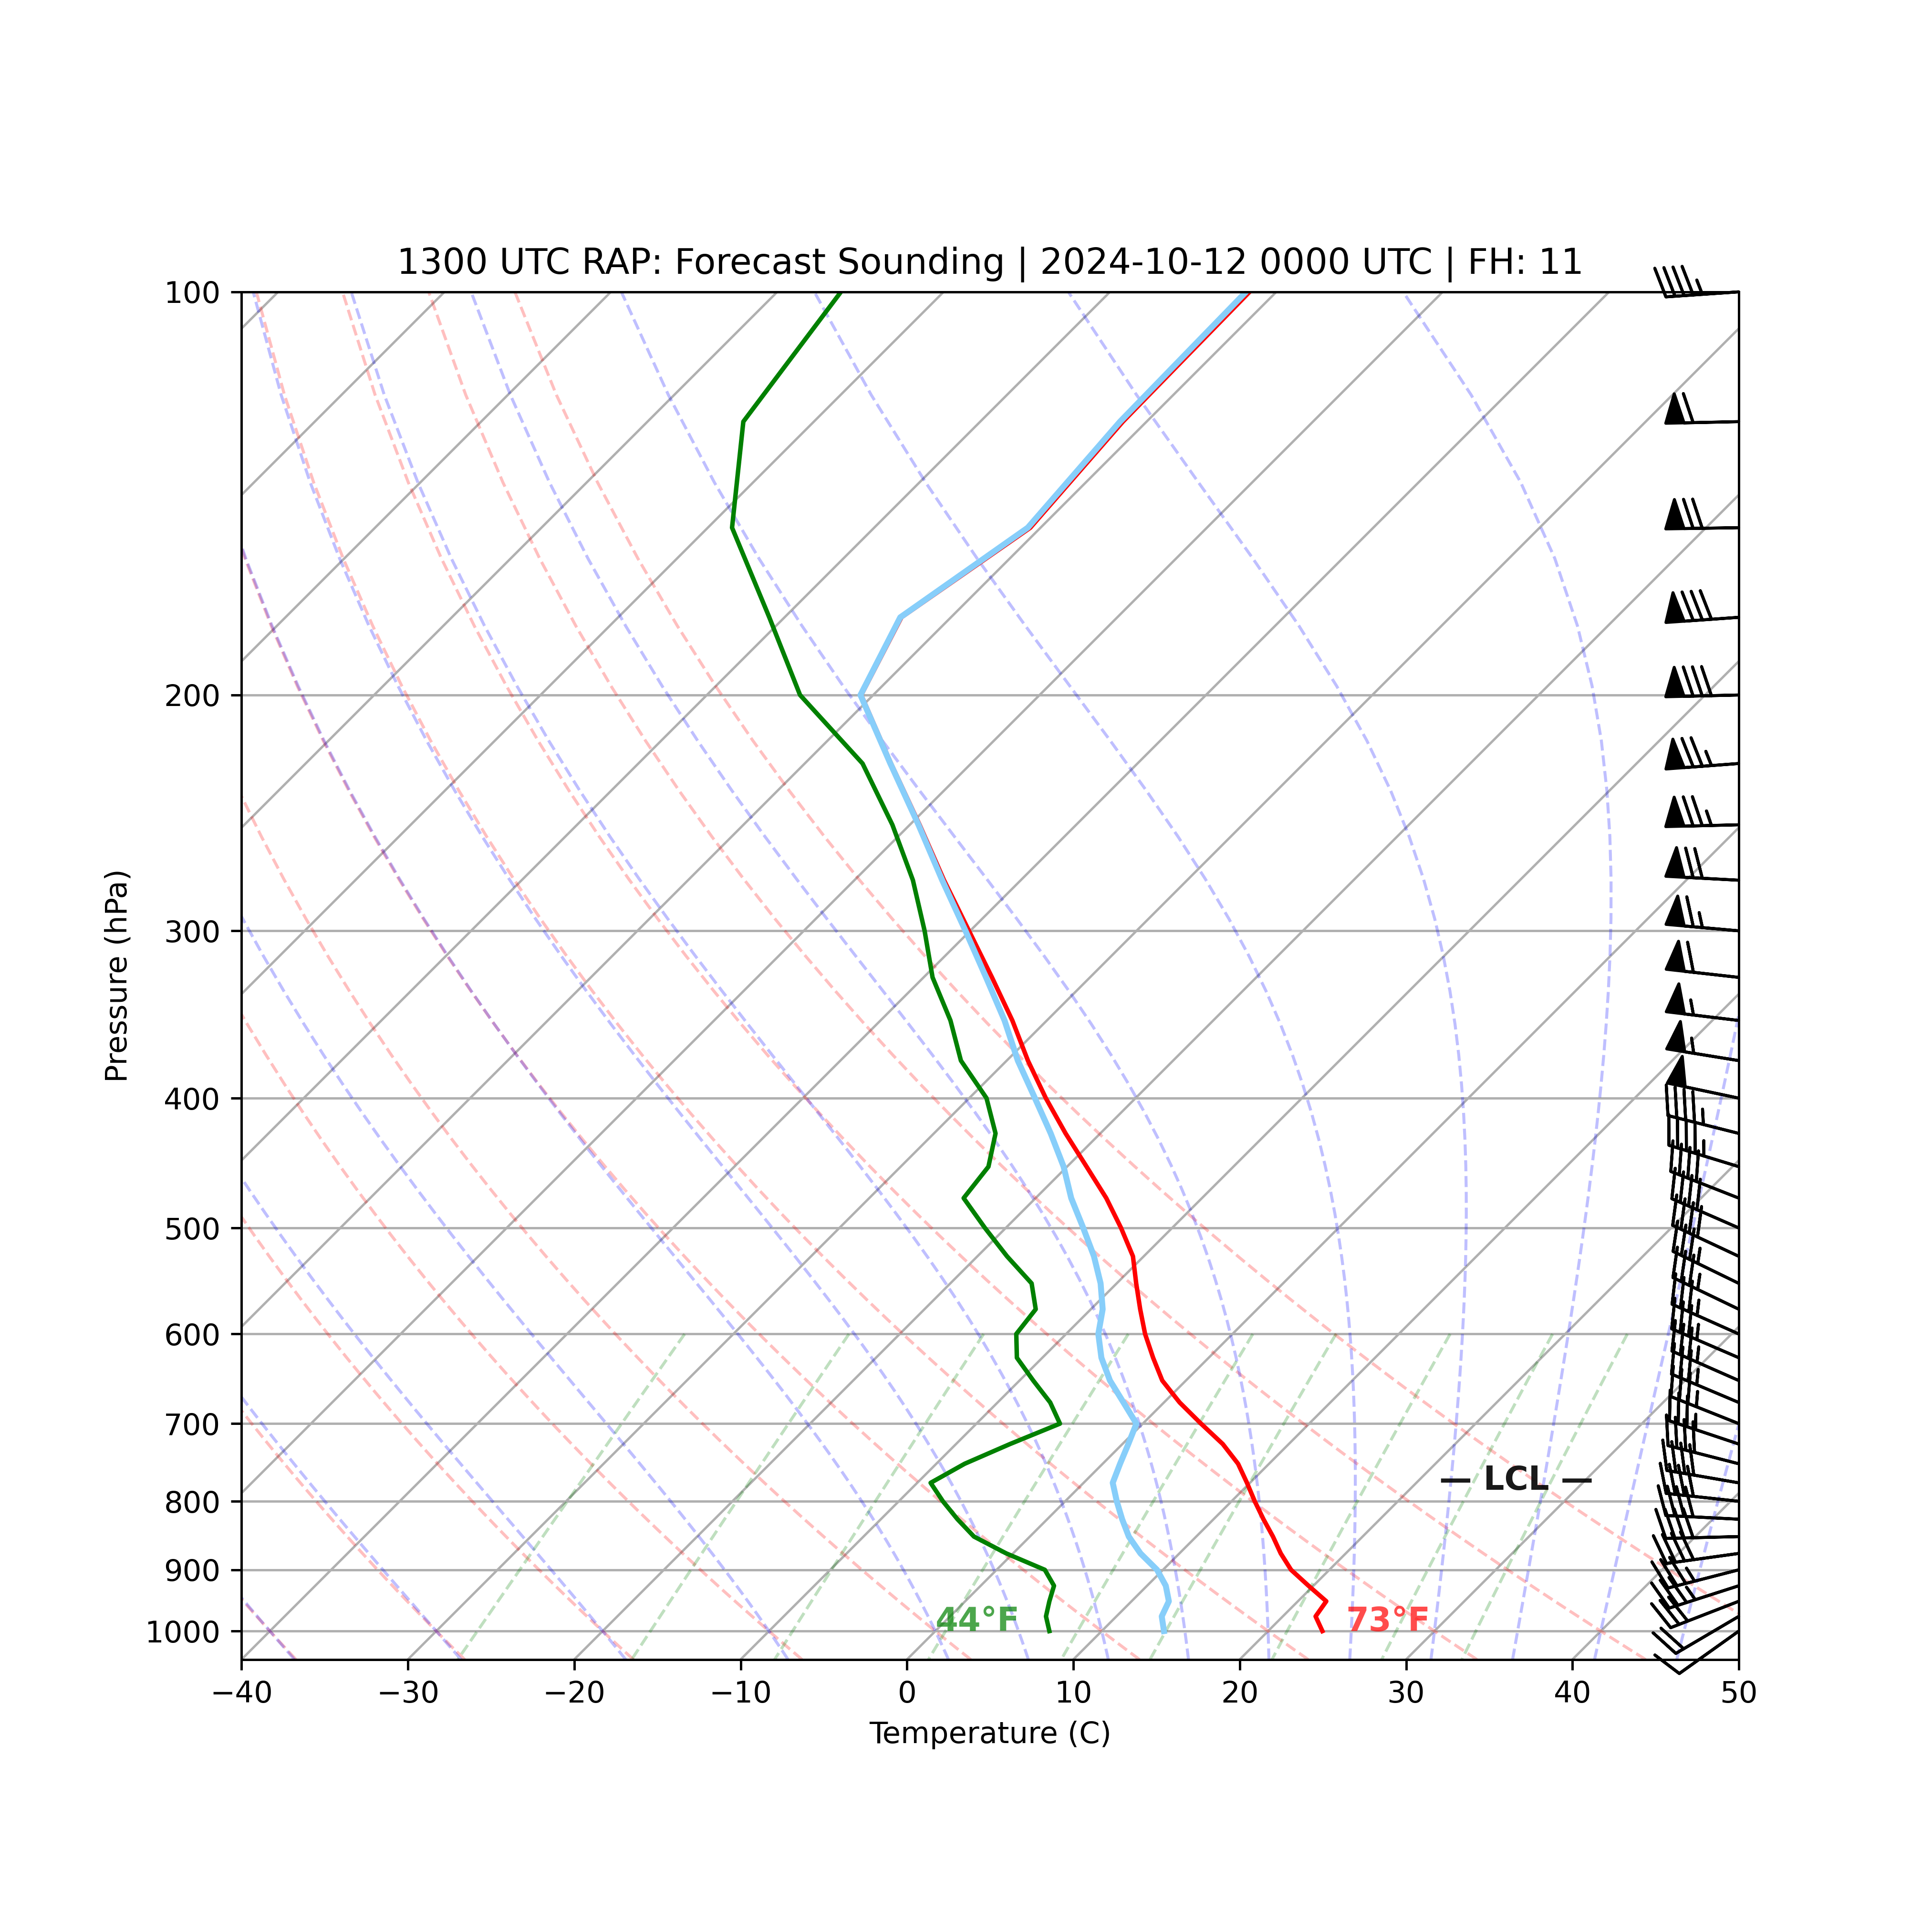 1300 UTC RAP: Forecast Sounding | 2024-10-12 0000 UTC | FH: 11
100
200
300
400
500
600
700
800
900
1000
Pressure (hPa)
— LCL —
44°F
73°F
−40 −30 −20 −10 0 10 20 30 40 50
Temperature (C)